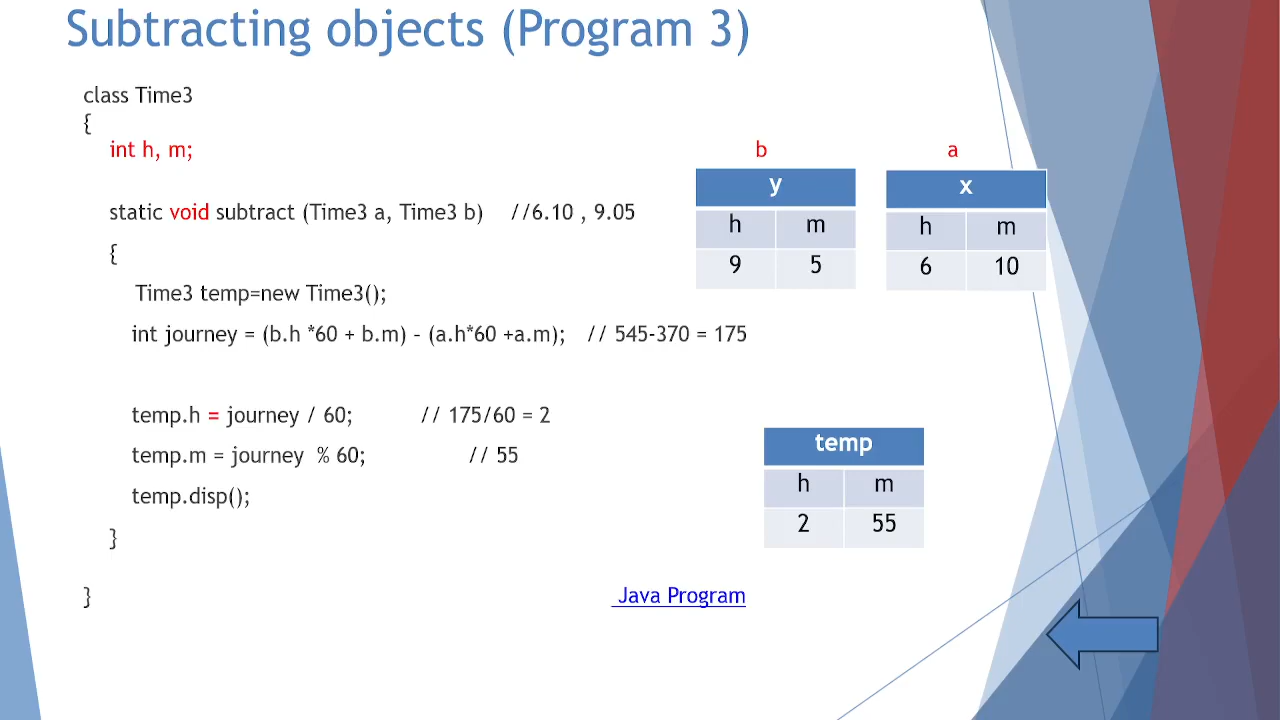 Subtracting objects (Program 3)
class Time3
{
int h, m;
static void subtract (Time3 a, Time3 b) //6.10 , 9.05
{
Time3 temp=new Time3();
int journey = (b.h *60 + b.m) – (a.h*60 +a.m); // 545-370 = 175
temp.h = journey / 60; // 175/60 = 2
temp.m = journey % 60; // 55
temp.disp();
}
}
b
y
h m
9 5
a
x
h m
6 10
temp
h m
2 55
Java Program